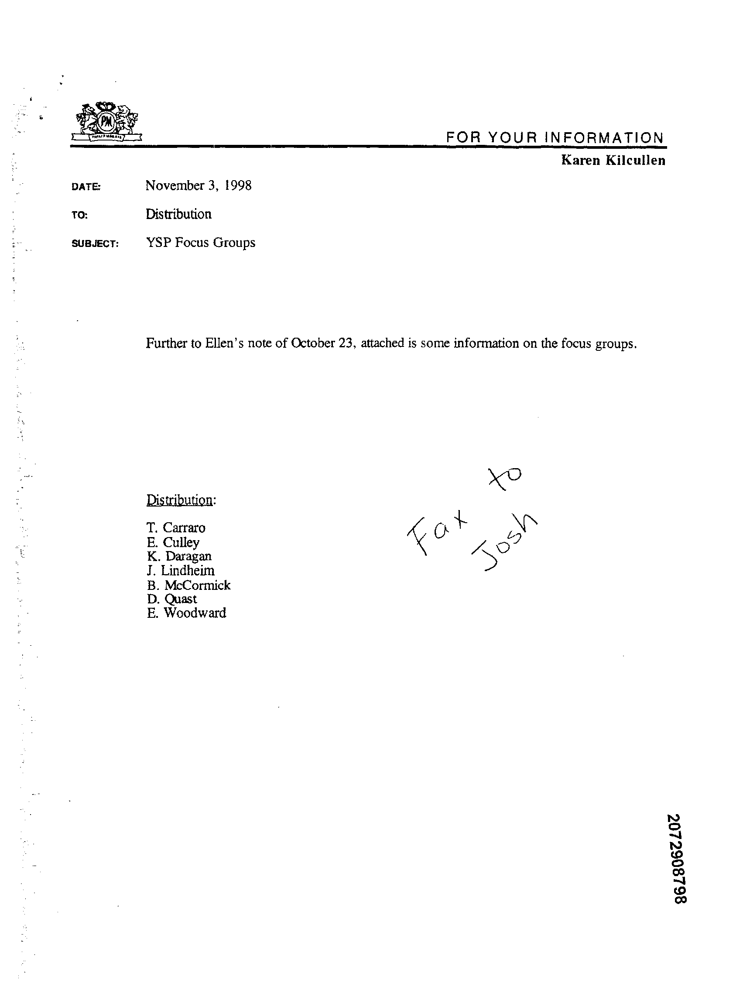 PM
FOR YOUR INFORMATION
Karen Kilcullen
DATE: November 3, 1998
TO: Distribution
SUBJECT: YSP Focus Groups
Further to Ellen's note of October 23, attached is some information on the focus groups.
Distribution:
T. Carraro
E. Culley
K. Daragan
J. Lindheim
B. McCormick
D. Quast
E. Woodward
Fax to
Josh
2072908798